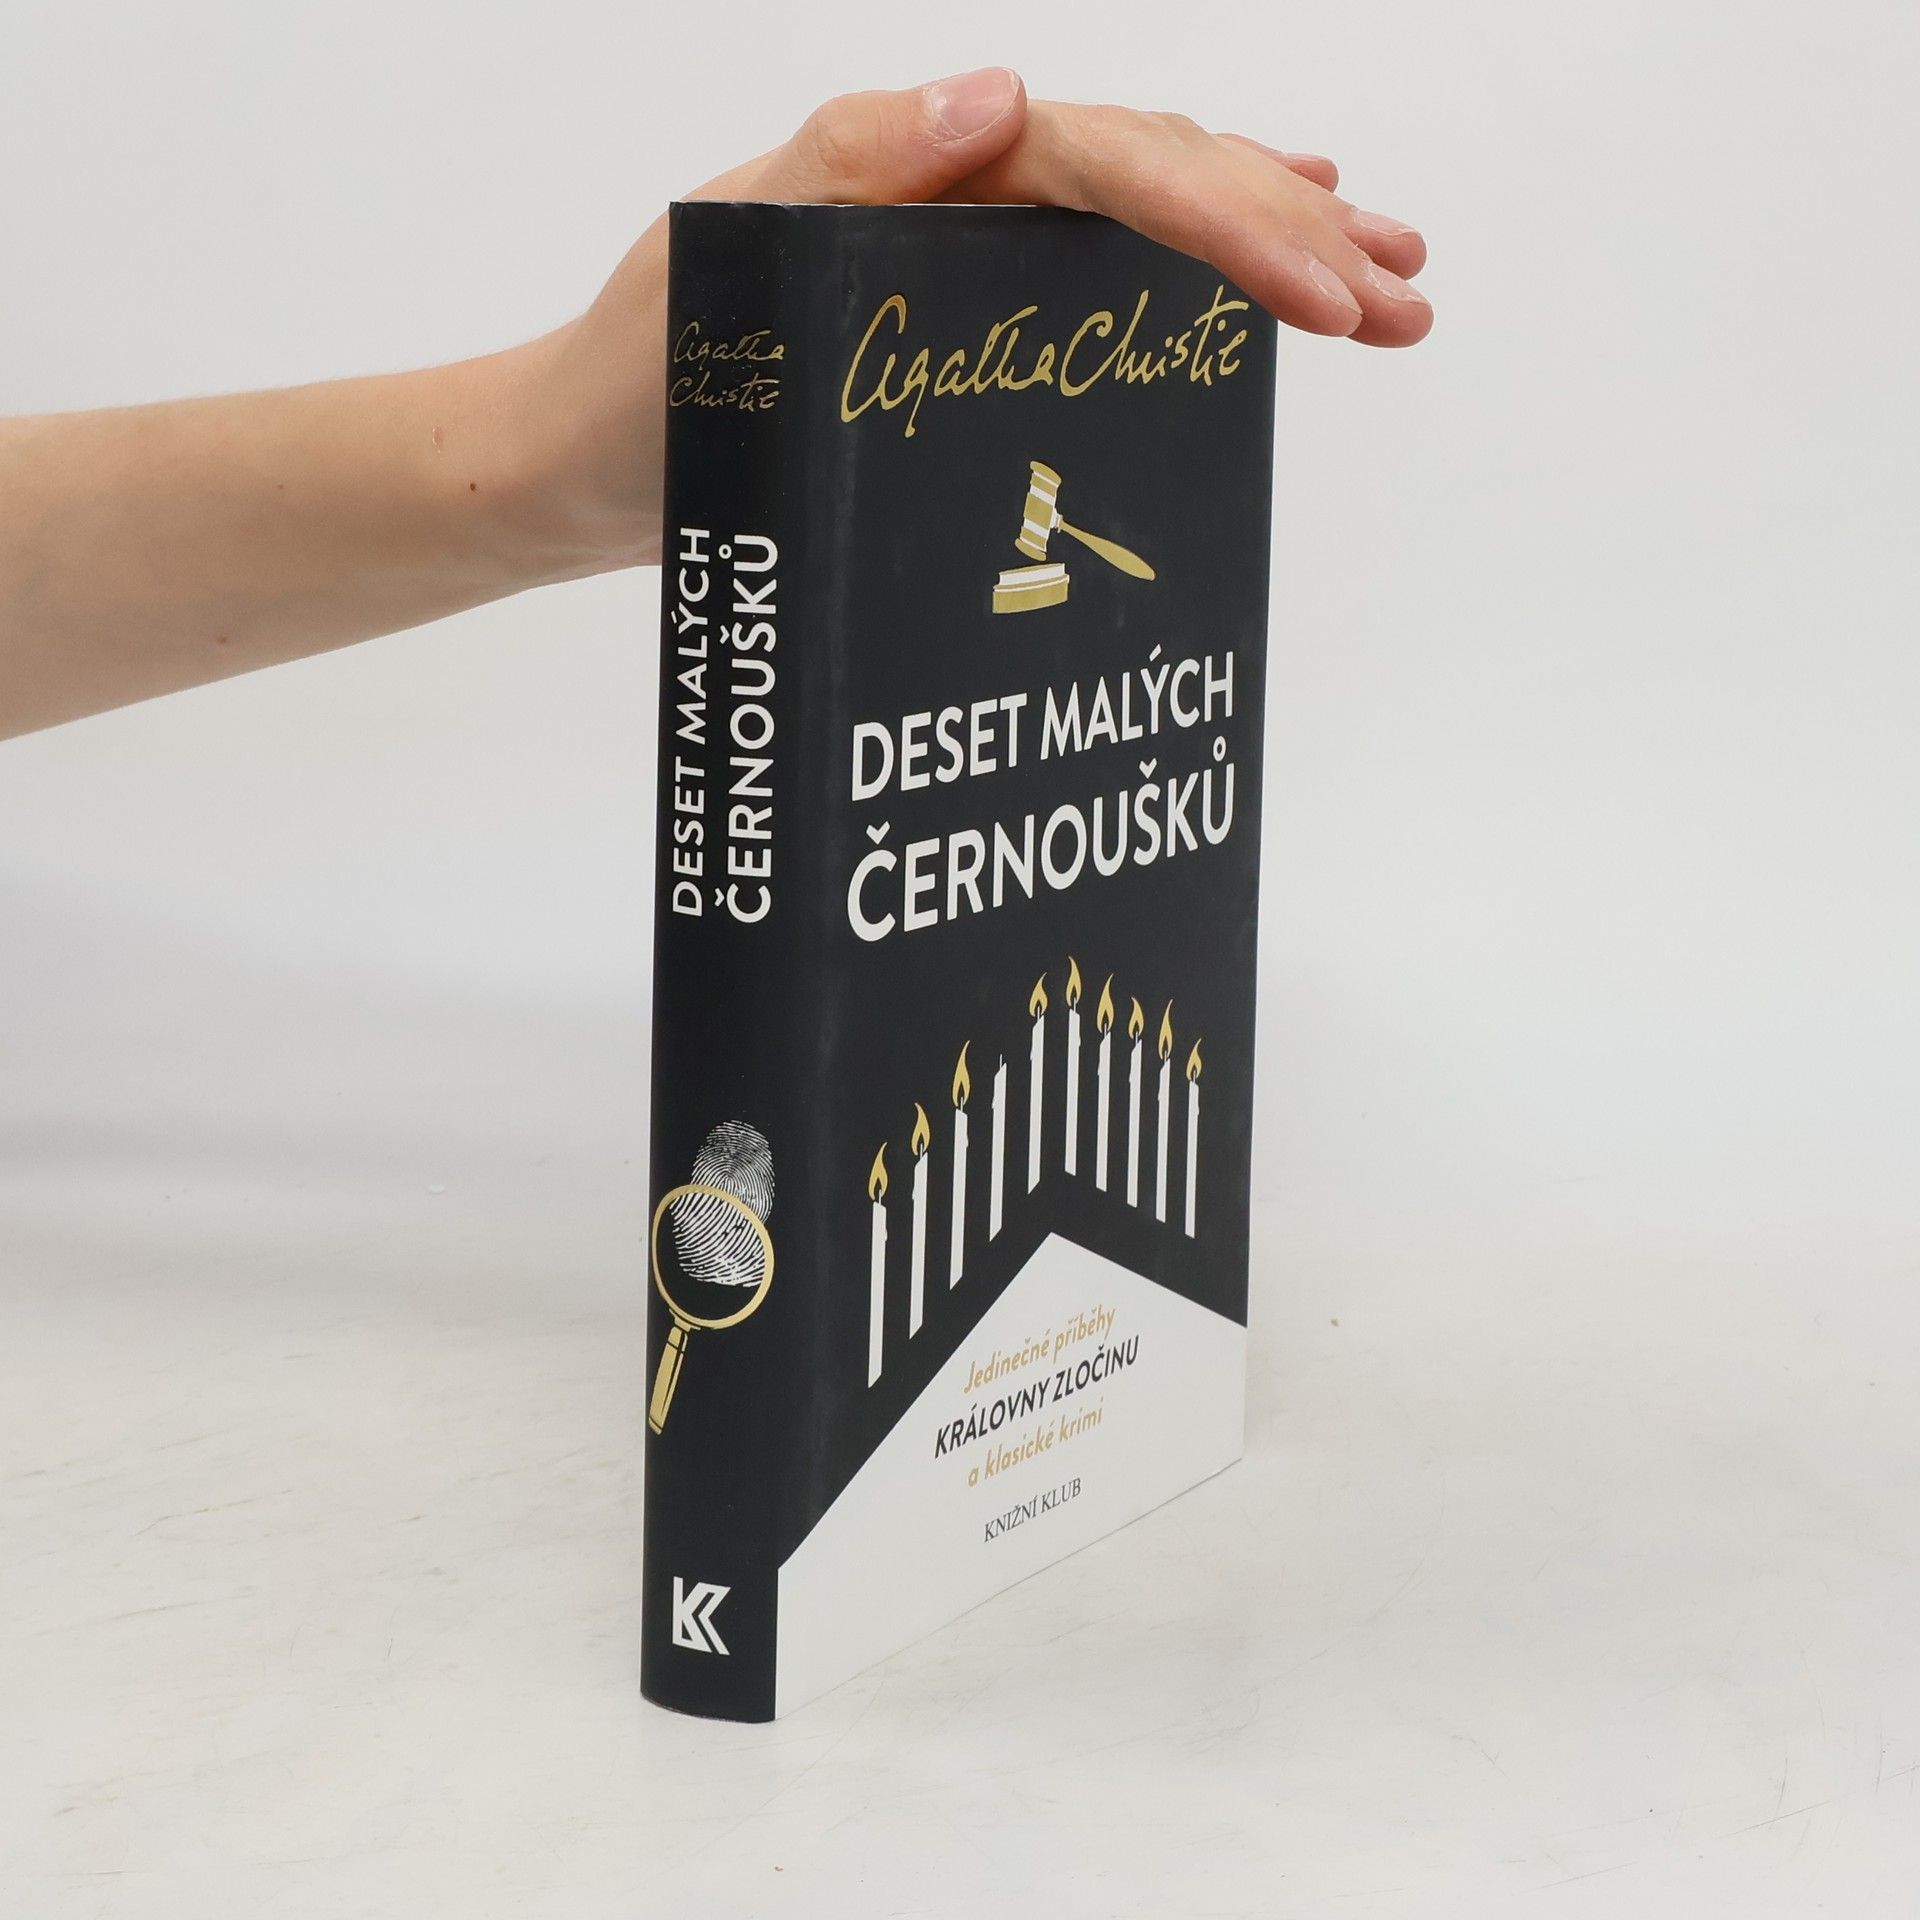 Agatha
Christie
DESET MALÝCH
ČERNOUŠKŮ
Agatha Christie
DESET MALÝCH
ČERNOUŠKŮ
Jedinečné příběhy
KRÁLOVNY ZLOČINU
a klasické krimi
KNIŽNÍ KLUB